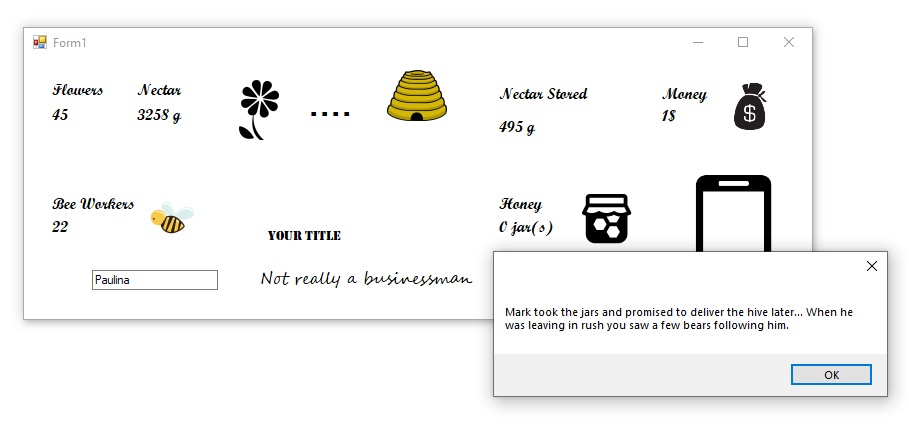 Form1
Flowers
45
Nectar
3258 g
Nectar Stored
495 g
Money
1$
$
Bee Workers
22
Honey
0 jar(s)
YOUR TITLE
Paulina
Not really a businessman
Mark took the jars and promised to deliver the hive later... When he
was leaving in rush you saw a few bears following him.
OK